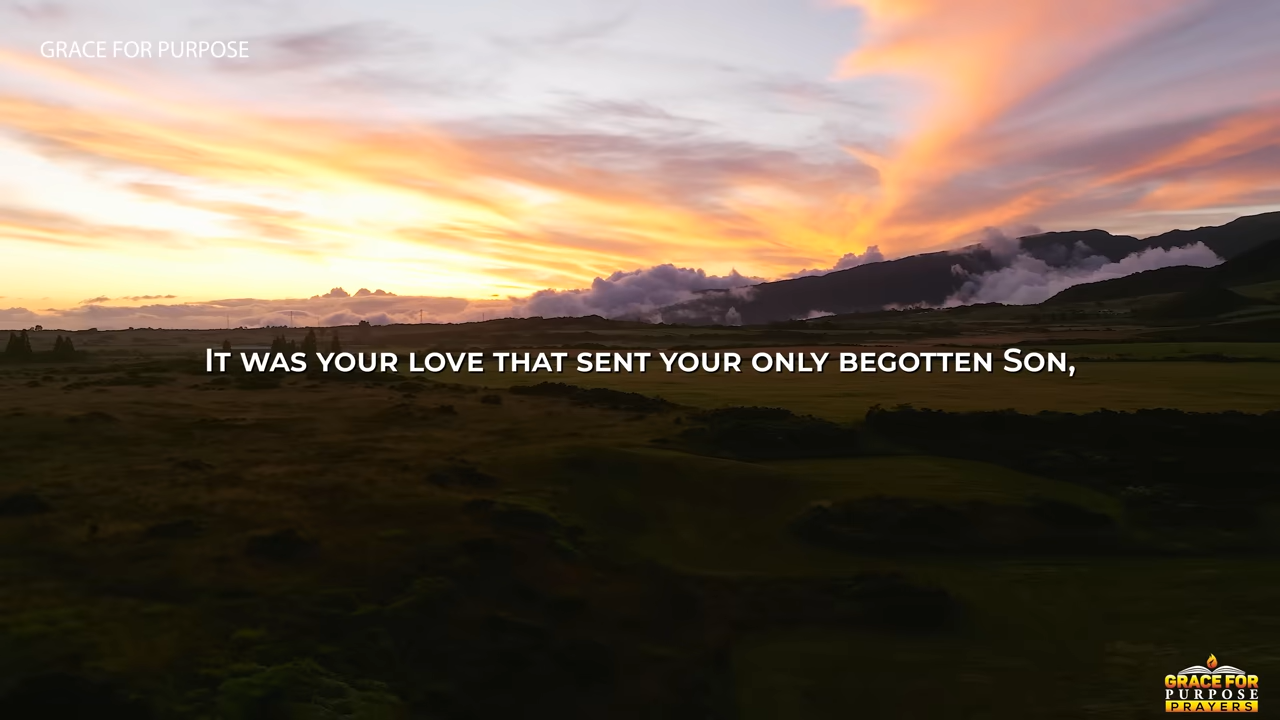 GRACE FOR PURPOSE
It was your love that sent your only begotten Son,
GRACE FOR
PURPOSE
PRAYERS